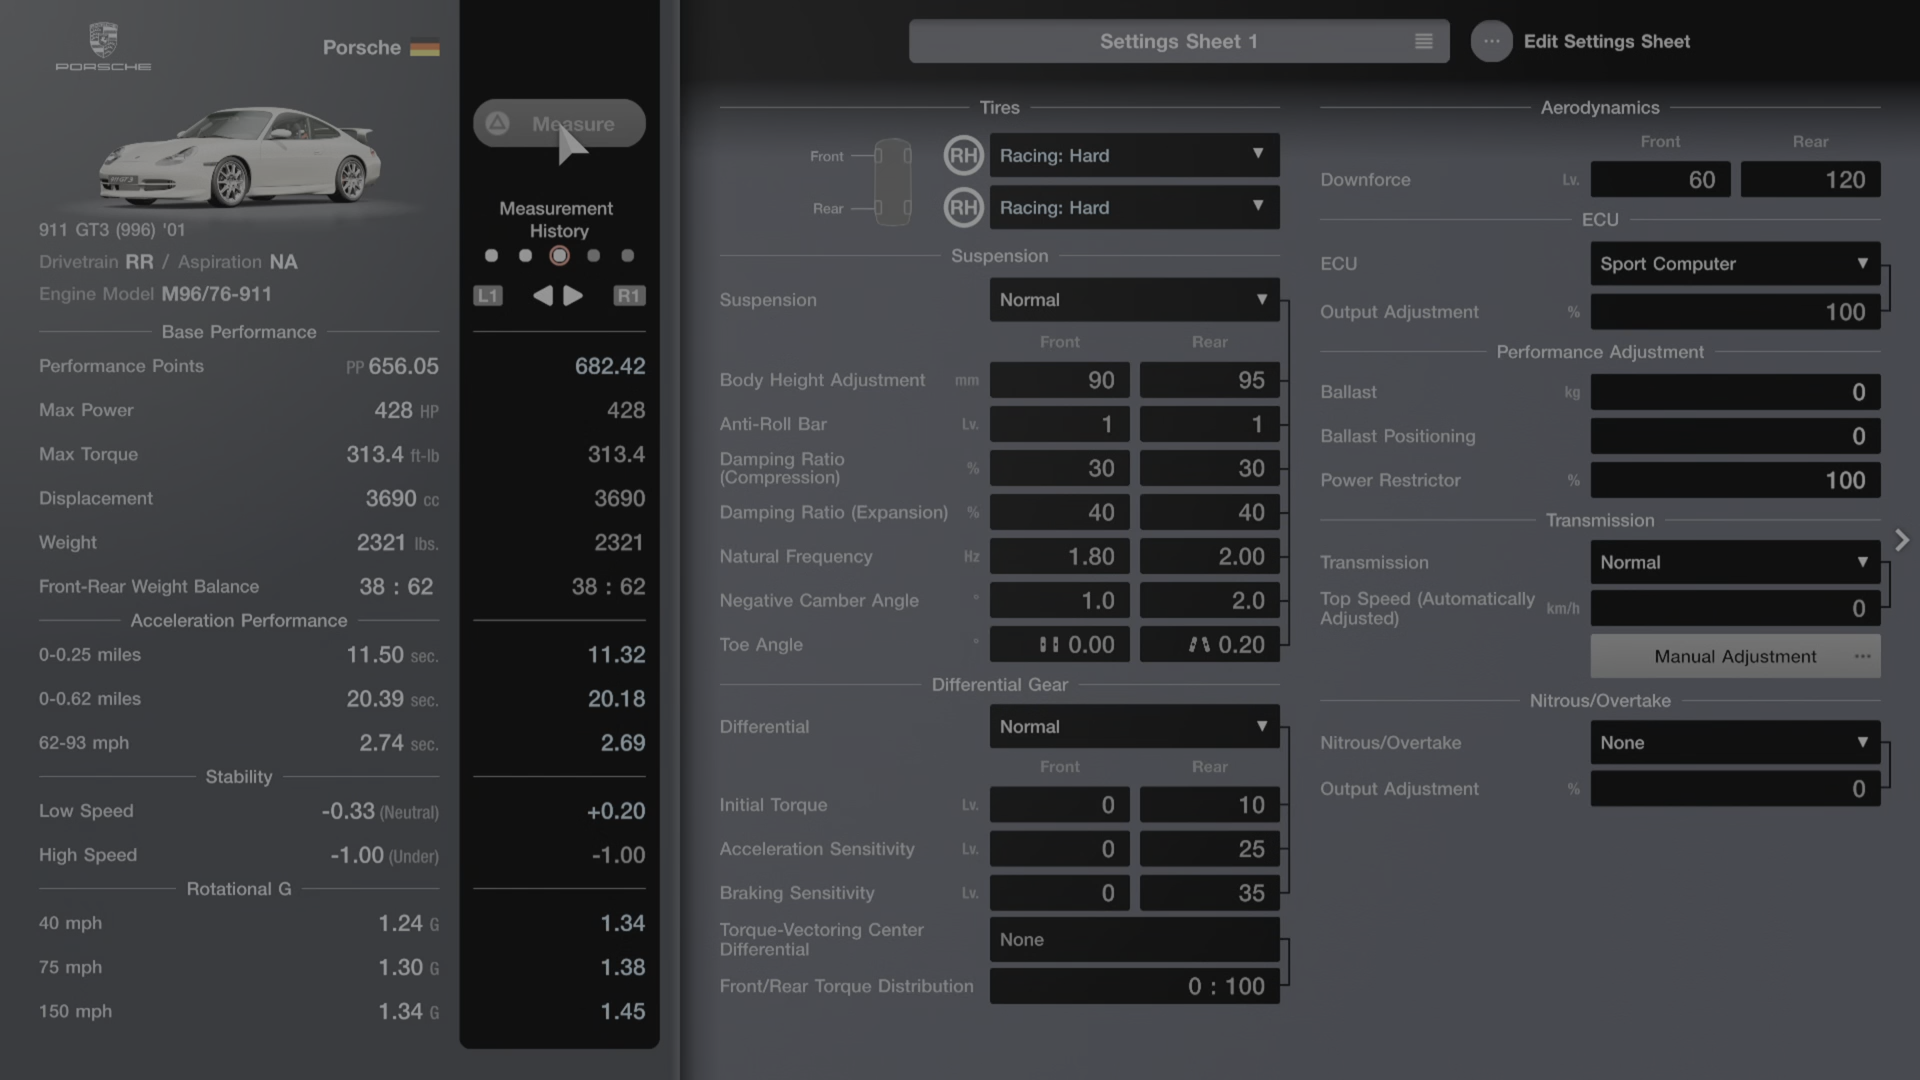 PORSCHE
Porsche
911 GT3 (996) '01
Drivetrain RR / Aspiration NA
Engine Model M96/76-911
Base Performance
Performance Points PP 656.05
Max Power 428 HP
Max Torque 313.4 ft-lb
Displacement 3690 cc
Weight 2321 lbs.
Front-Rear Weight Balance 38 : 62
Acceleration Performance
0-0.25 miles 11.50 sec.
0-0.62 miles 20.39 sec.
62-93 mph 2.74 sec.
Stability
Low Speed -0.33 (Neutral)
High Speed -1.00 (Under)
Rotational G
40 mph 1.24 G
75 mph 1.30 G
150 mph 1.34 G
Measure
Measurement
History
L1 R1
682.42
428
313.4
3690
2321
38 : 62
11.32
20.18
2.69
+0.20
-1.00
1.34
1.38
1.45
Settings Sheet 1
Edit Settings Sheet
Tires
Front RH Racing: Hard
Rear RH Racing: Hard
Suspension
Suspension Normal
Front Rear
Body Height Adjustment mm 90 95
Anti-Roll Bar Lv. 1 1
Damping Ratio
(Compression) % 30 30
Damping Ratio (Expansion) % 40 40
Natural Frequency Hz 1.80 2.00
Negative Camber Angle ° 1.0 2.0
Toe Angle ° 0.00 0.20
Differential Gear
Differential Normal
Front Rear
Initial Torque Lv. 0 10
Acceleration Sensitivity Lv. 0 25
Braking Sensitivity Lv. 0 35
Torque-Vectoring Center
Differential None
Front/Rear Torque Distribution 0 : 100
Aerodynamics
Front Rear
Downforce Lv. 60 120
ECU
ECU Sport Computer
Output Adjustment % 100
Performance Adjustment
Ballast kg 0
Ballast Positioning 0
Power Restrictor % 100
Transmission
Transmission Normal
Top Speed (Automatically
Adjusted) km/h 0
Manual Adjustment
Nitrous/Overtake
Nitrous/Overtake None
Output Adjustment % 0